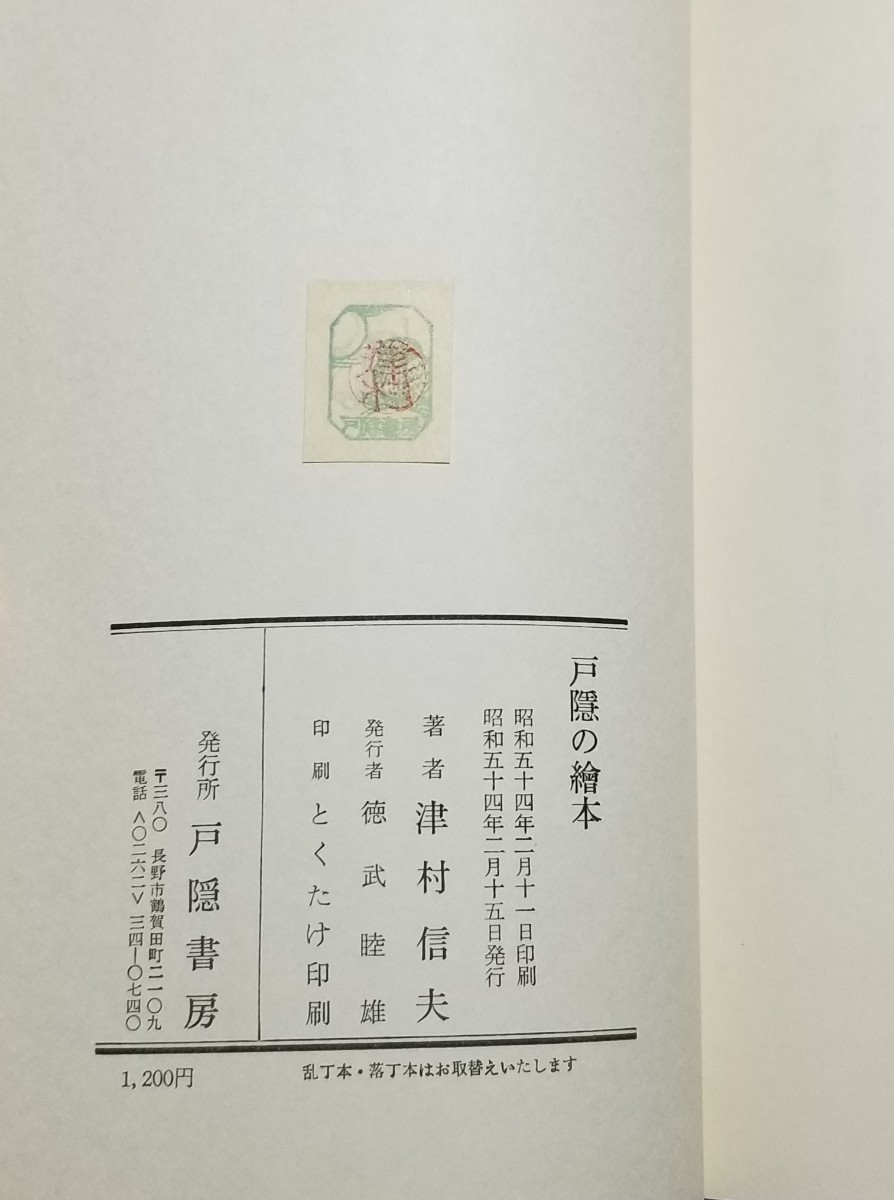 戸隠書房
戸隱の繪本
昭和五十四年二月十一日印刷
昭和五十四年二月十五日発行
著者 津村信夫
発行者 徳武睦雄
印刷 とくたけ印刷
発行所 戸隠書房
〒三八〇 長野市鶴賀田町二一〇九
電話 <〇二六二> 三四―〇七四〇
1,200円
乱丁本・落丁本はお取替えいたします